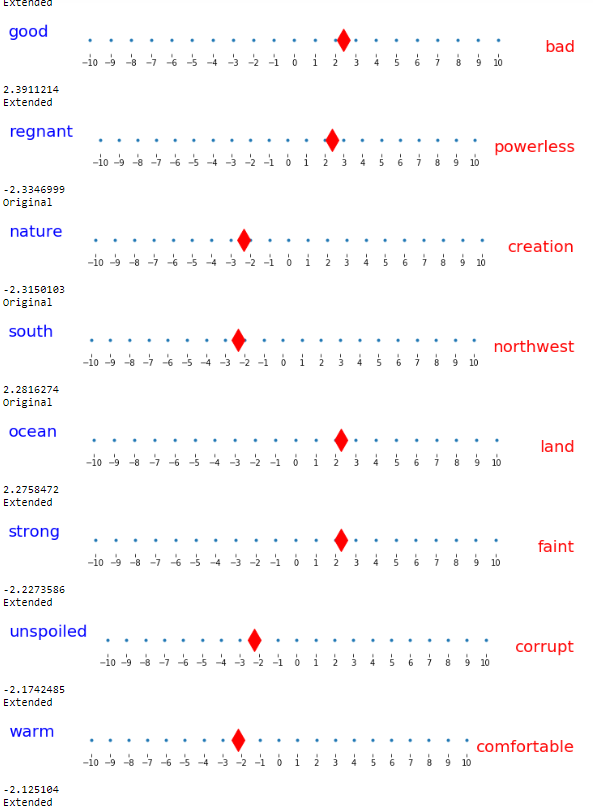 Extended
good
bad
−10 −9 −8 −7 −6 −5 −4 −3 −2 −1 0 1 2 3 4 5 6 7 8 9 10
2.3911214
Extended
regnant
powerless
−10 −9 −8 −7 −6 −5 −4 −3 −2 −1 0 1 2 3 4 5 6 7 8 9 10
-2.3346999
Original
nature
creation
−10 −9 −8 −7 −6 −5 −4 −3 −2 −1 0 1 2 3 4 5 6 7 8 9 10
-2.3150103
Original
south
northwest
−10 −9 −8 −7 −6 −5 −4 −3 −2 −1 0 1 2 3 4 5 6 7 8 9 10
2.2816274
Original
ocean
land
−10 −9 −8 −7 −6 −5 −4 −3 −2 −1 0 1 2 3 4 5 6 7 8 9 10
2.2758472
Extended
strong
faint
−10 −9 −8 −7 −6 −5 −4 −3 −2 −1 0 1 2 3 4 5 6 7 8 9 10
-2.2273586
Extended
unspoiled
corrupt
−10 −9 −8 −7 −6 −5 −4 −3 −2 −1 0 1 2 3 4 5 6 7 8 9 10
-2.1742485
Extended
warm
comfortable
−10 −9 −8 −7 −6 −5 −4 −3 −2 −1 0 1 2 3 4 5 6 7 8 9 10
-2.125104
Extended